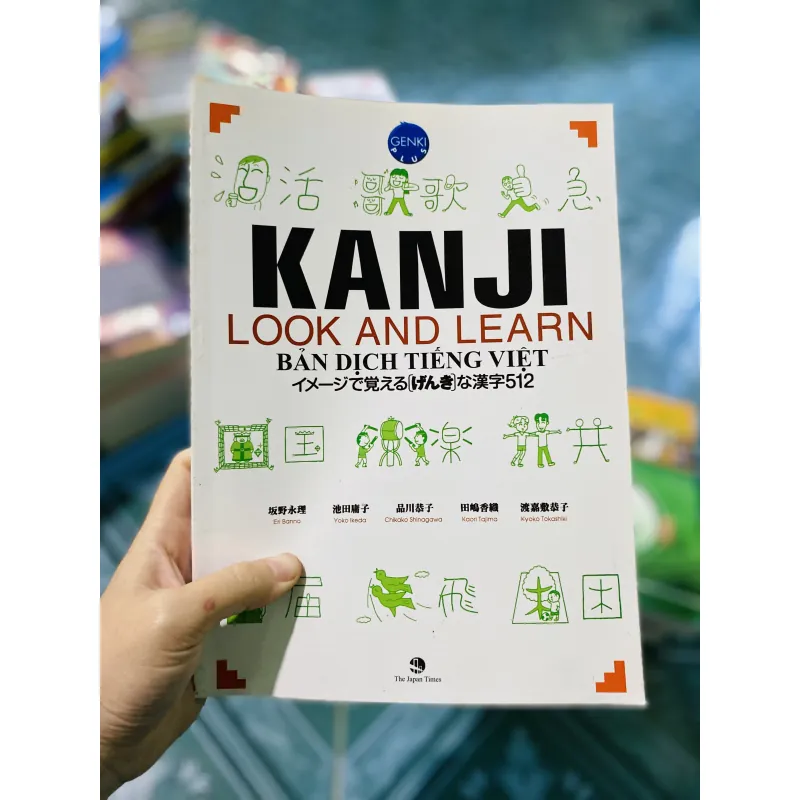 GENKI
PLUS
活 歌 急
KANJI
LOOK AND LEARN
BẢN DỊCH TIẾNG VIỆT
イメージで覚える[げんき]な漢字512
国 楽 共
坂野永理 池田庸子 品川恭子 田嶋香織 渡嘉敷恭子
Eri Banno Yoko Ikeda Chikako Shinagawa Kaori Tajima Kyoko Tokashiki
届 飛 困
The Japan Times